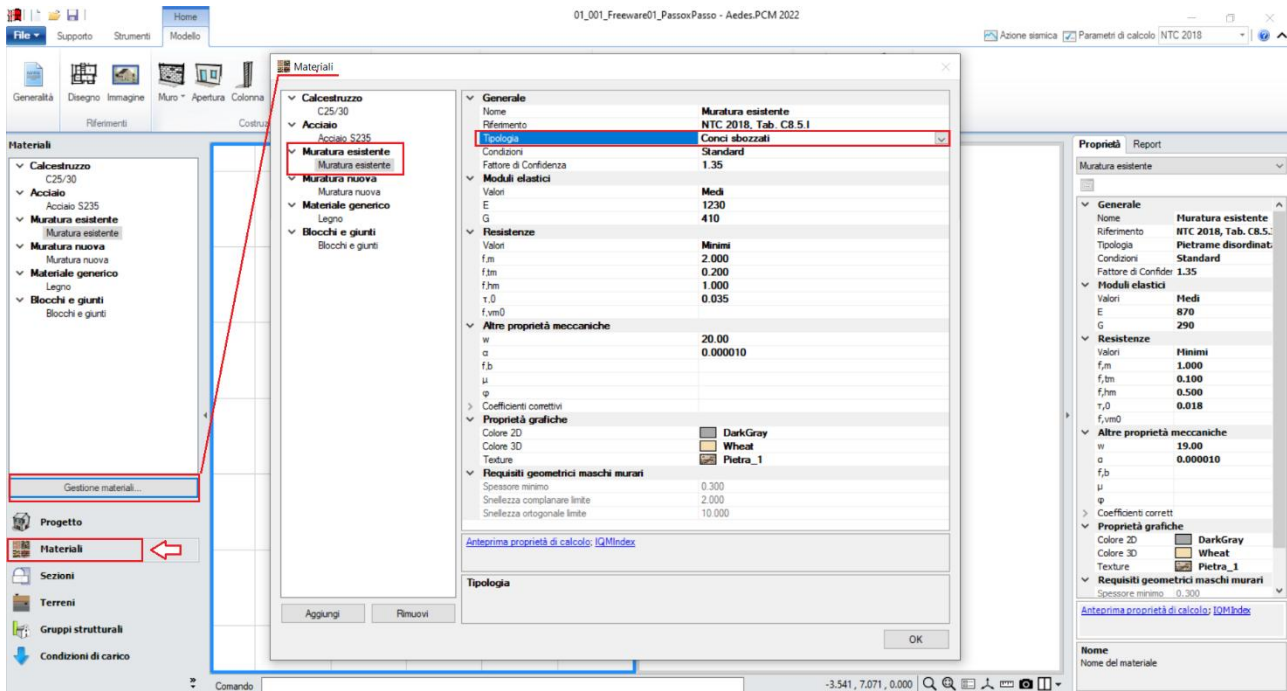 Home
01_001_Freeware01_PassoxPasso - Aedes.PCM 2022
File Supporto Strumenti Modello
Azione sismica Parametri di calcolo NTC 2018
Generalità Disegno Immagine Muro Apertura Colonna
Riferimenti
Materiali
Calcestruzzo
C25/30
Acciaio
Acciaio S235
Muratura esistente
Muratura esistente
Muratura nuova
Muratura nuova
Materiale generico
Legno
Blocchi e giunti
Blocchi e giunti
Gestione materiali...
Progetto
Materiali
Sezioni
Terreni
Gruppi strutturali
Condizioni di carico
Materiali
Calcestruzzo
C25/30
Acciaio
Acciaio S235
Muratura esistente
Muratura esistente
Muratura nuova
Muratura nuova
Materiale generico
Legno
Blocchi e giunti
Blocchi e giunti
Aggiungi Rimuovi
Generale
Nome Muratura esistente
Riferimento NTC 2018, Tab. C8.5.I
Tipologia Conci sbozzati
Condizioni Standard
Fattore di Confidenza 1.35
Moduli elastici
Valori Medi
E 1230
G 410
Resistenze
Valori Minimi
f,m 2.000
f,tm 0.200
f,hm 1.000
τ,0 0.035
f,vm0
Altre proprietà meccaniche
w 20.00
α 0.000010
f,b
μ
φ
Coefficienti correttivi
Proprietà grafiche
Colore 2D DarkGray
Colore 3D Wheat
Texture Pietra_1
Requisiti geometrici maschi murari
Spessore minimo 0.300
Snellezza complanare limite 2.000
Snellezza ortogonale limite 10.000
Anteprima proprietà di calcolo; IQMIndex
Tipologia
OK
Proprietà Report
Muratura esistente
Generale
Nome Muratura esistente
Riferimento NTC 2018, Tab. C8.5.
Tipologia Pietrame disordinat
Condizioni Standard
Fattore di Confider 1.35
Moduli elastici
Valori Medi
E 870
G 290
Resistenze
Valori Minimi
f,m 1.000
f,tm 0.100
f,hm 0.500
τ,0 0.018
f,vm0
Altre proprietà meccaniche
w 19.00
α 0.000010
f,b
μ
φ
Coefficienti corrett
Proprietà grafiche
Colore 2D DarkGray
Colore 3D Wheat
Texture Pietra_1
Requisiti geometrici maschi murari
Spessore minimo 0.300
Anteprima proprietà di calcolo; IQMIndex
Nome
Nome del materiale
Comando
-3.541 , 7.071 , 0.000